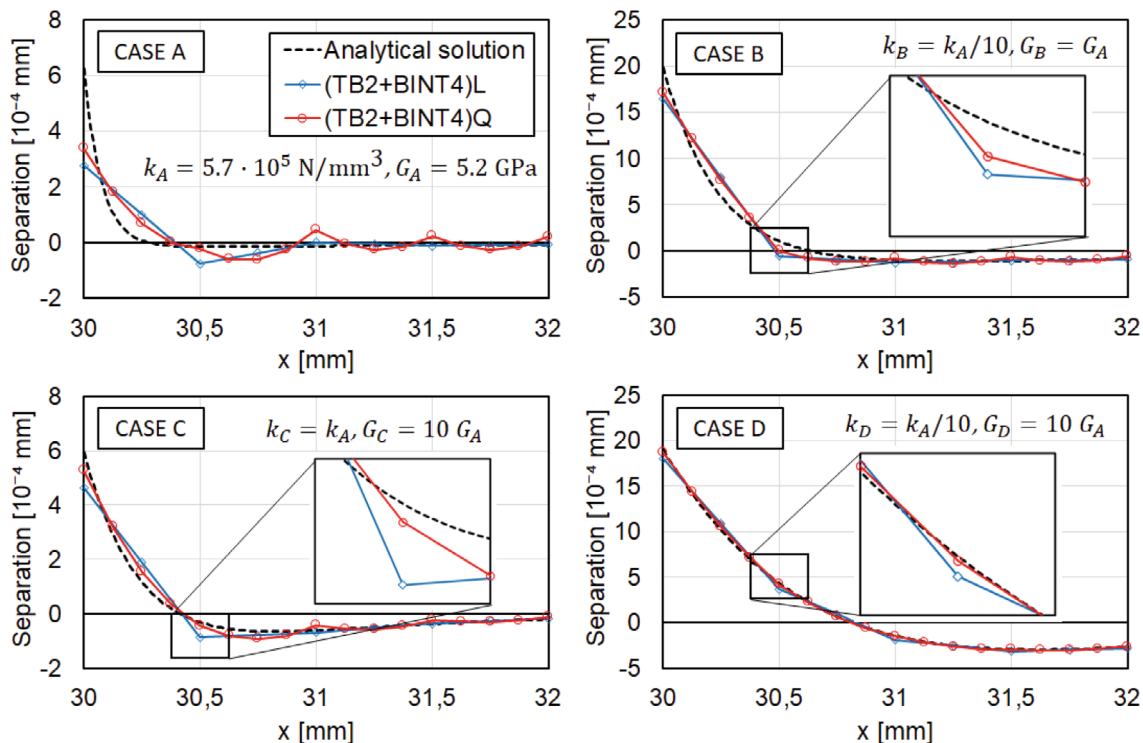 8
6
4
2
0
-2
Separation [10⁻⁴ mm]
CASE A
Analytical solution
(TB2+BINT4)L
(TB2+BINT4)Q
k_A = 5.7 · 10⁵ N/mm³, G_A = 5.2 GPa
30 30,5 31 31,5 32
x [mm]
25
20
15
10
5
0
-5
Separation [10⁻⁴ mm]
CASE B
k_B = k_A/10, G_B = G_A
30 30,5 31 31,5 32
x [mm]
8
6
4
2
0
-2
Separation [10⁻⁴ mm]
CASE C
k_C = k_A, G_C = 10 G_A
30 30,5 31 31,5 32
x [mm]
25
20
15
10
5
0
-5
Separation [10⁻⁴ mm]
CASE D
k_D = k_A/10, G_D = 10 G_A
30 30,5 31 31,5 32
x [mm]